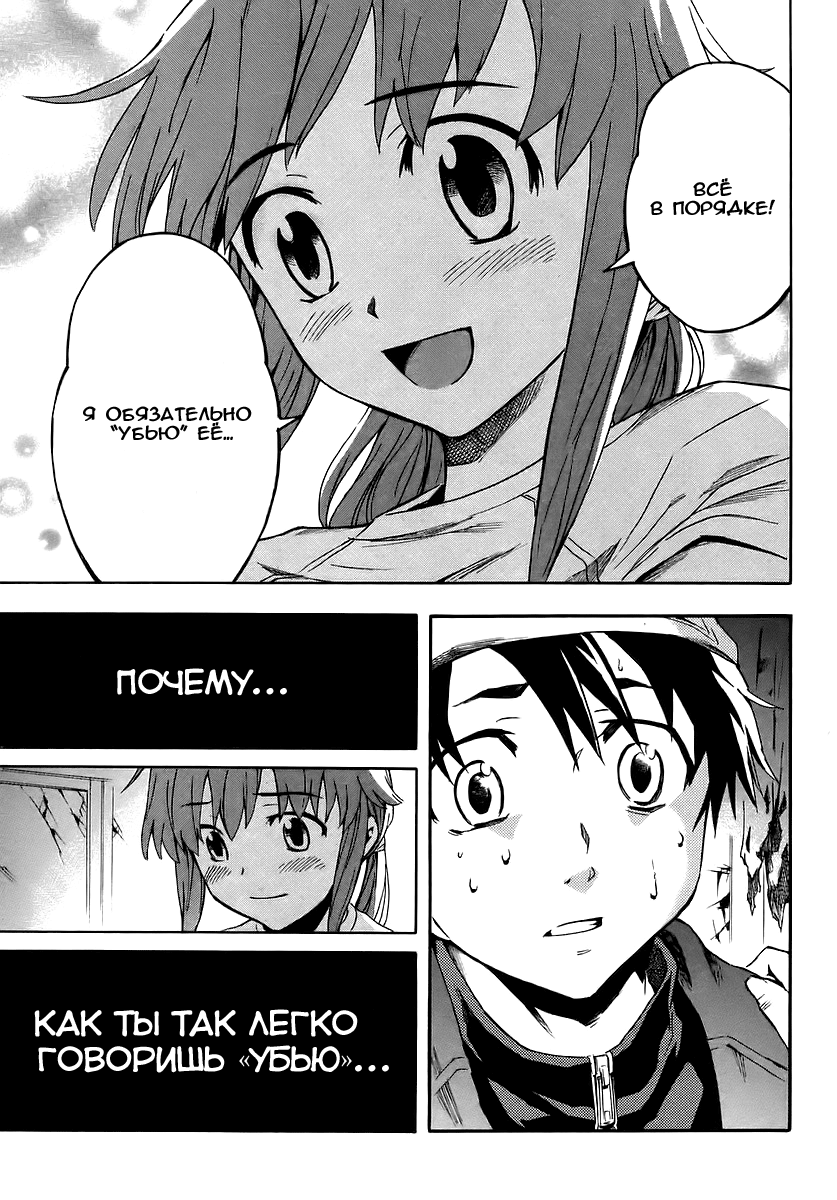 ВСЁ
В ПОРЯДКЕ!
Я ОБЯЗАТЕЛЬНО
"УБЬЮ" ЕЁ...
ПОЧЕМУ...
КАК ТЫ ТАК ЛЕГКО
ГОВОРИШЬ «УБЬЮ»...